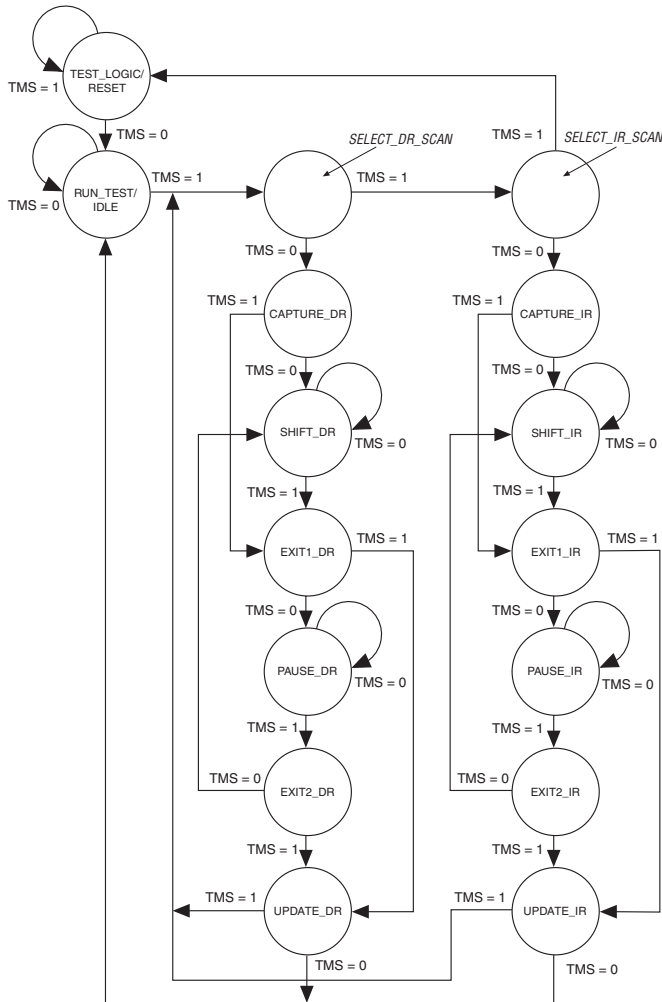 TEST_LOGIC/
RESET
TMS = 1
TMS = 0
SELECT_DR_SCAN
TMS = 1
SELECT_IR_SCAN
RUN_TEST/
IDLE
TMS = 0
TMS = 1
TMS = 1
TMS = 0
TMS = 0
TMS = 1
CAPTURE_DR
TMS = 1
CAPTURE_IR
TMS = 0
TMS = 0
SHIFT_DR
TMS = 0
SHIFT_IR
TMS = 0
TMS = 1
TMS = 1
EXIT1_DR
TMS = 1
EXIT1_IR
TMS = 1
TMS = 0
TMS = 0
PAUSE_DR
TMS = 0
PAUSE_IR
TMS = 0
TMS = 1
TMS = 1
TMS = 0
EXIT2_DR
TMS = 0
EXIT2_IR
TMS = 1
TMS = 1
TMS = 1
UPDATE_DR
TMS = 1
UPDATE_IR
TMS = 0
TMS = 0